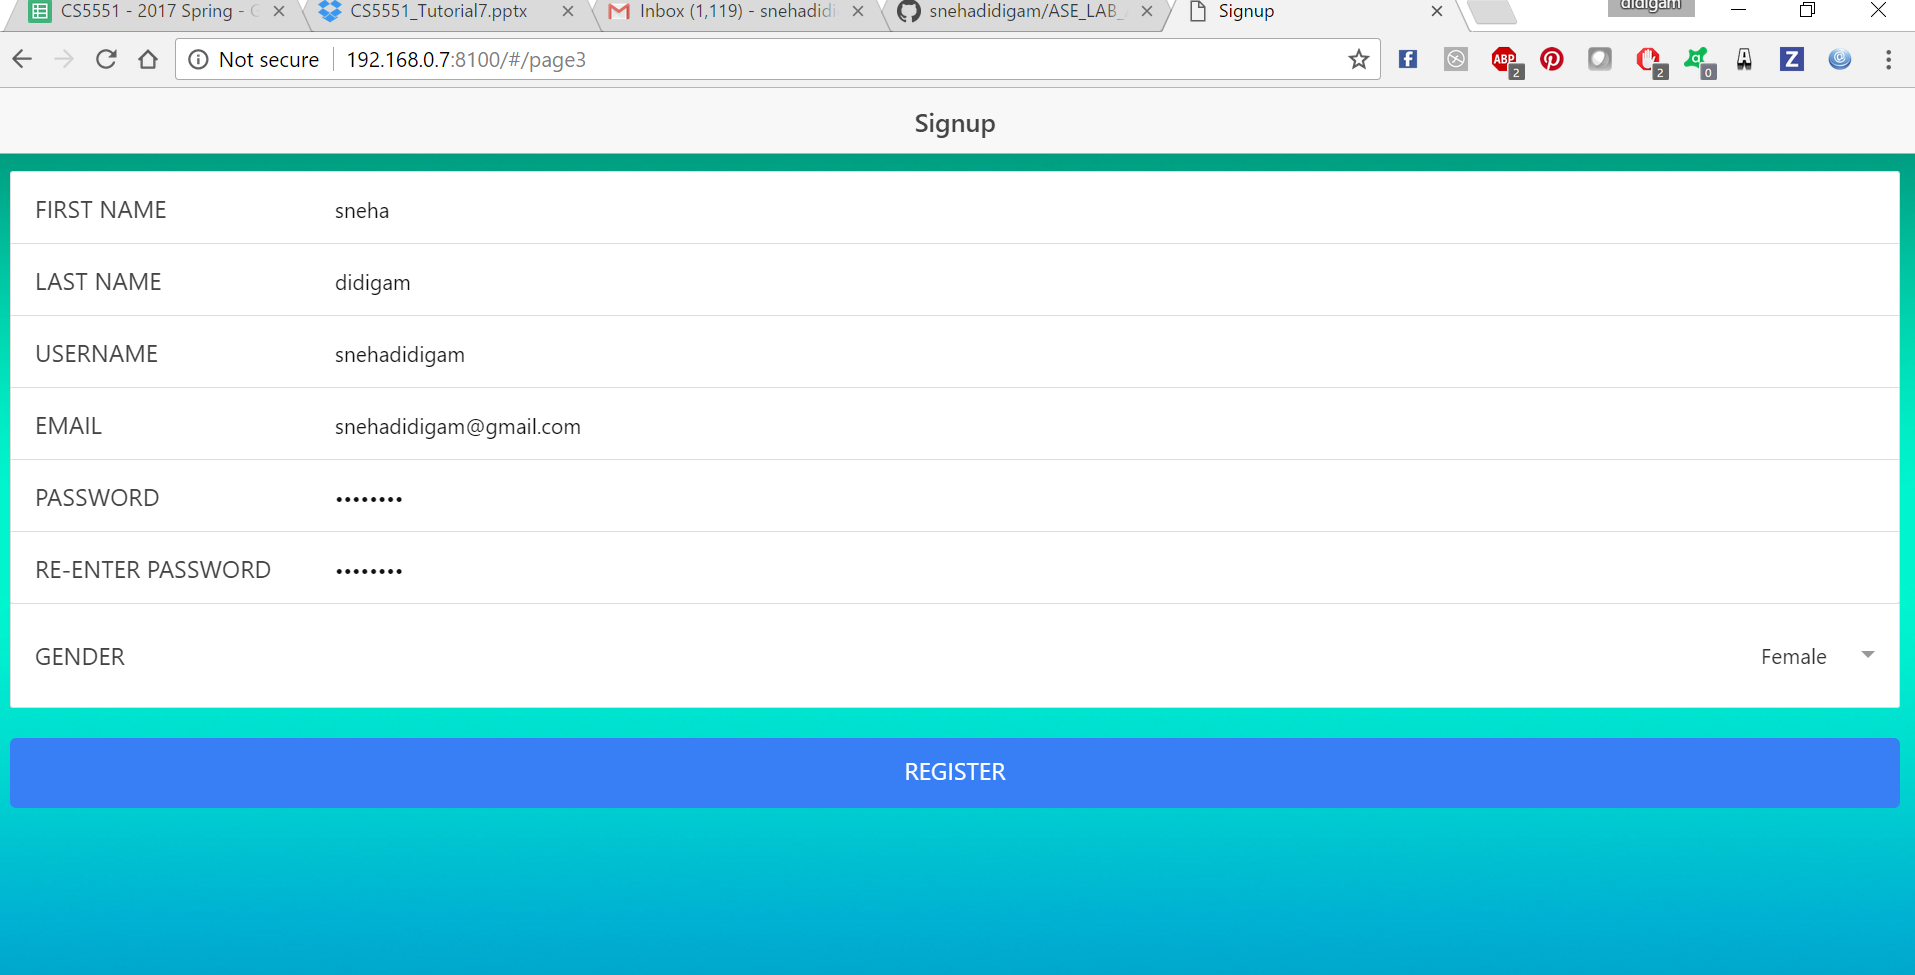 CS5551 - 2017 Spring - CS5551_Tutorial7.pptx Inbox (1,119) - snehadidi snehadidigam/ASE_LAB_ Signup didigam
Not secure 192.168.0.7:8100/#/page3 ABP 2 2 0 A Z
Signup
FIRST NAME sneha
LAST NAME didigam
USERNAME snehadidigam
EMAIL snehadidigam@gmail.com
PASSWORD ••••••••
RE-ENTER PASSWORD ••••••••
GENDER Female
REGISTER